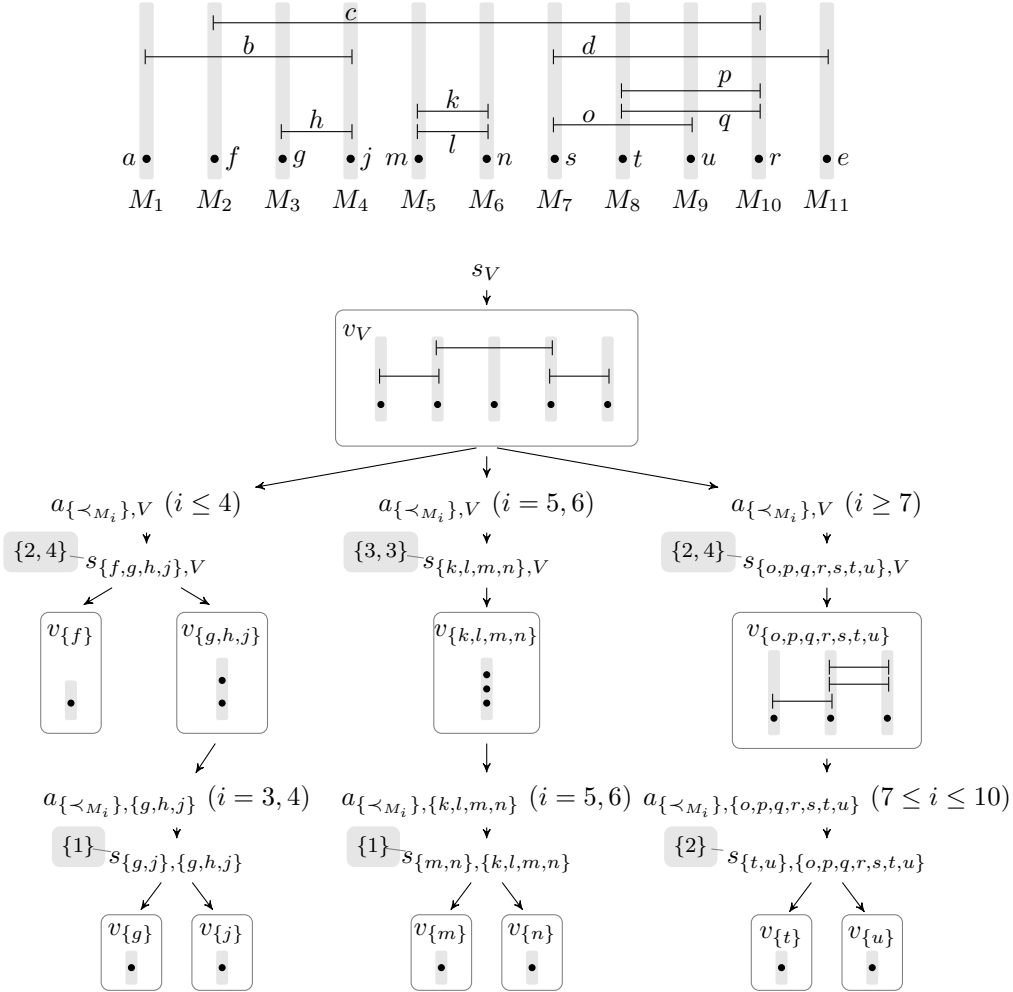 c
b d
p
k
h o q
l
a f g j m n s t u r e
M₁ M₂ M₃ M₄ M₅ M₆ M₇ M₈ M₉ M₁₀ M₁₁
s_V
v_V
a_{{≺_{M_i}},V} (i ≤ 4) a_{{≺_{M_i}},V} (i = 5, 6) a_{{≺_{M_i}},V} (i ≥ 7)
{2, 4} {3, 3} {2, 4}
s_{{f,g,h,j},V} s_{{k,l,m,n},V} s_{{o,p,q,r,s,t,u},V}
v_{{f}} v_{{g,h,j}} v_{{k,l,m,n}} v_{{o,p,q,r,s,t,u}}
a_{{≺_{M_i}},{g,h,j}} (i = 3, 4) a_{{≺_{M_i}},{k,l,m,n}} (i = 5, 6) a_{{≺_{M_i}},{o,p,q,r,s,t,u}} (7 ≤ i ≤ 10)
{1} {1} {2}
s_{{g,j},{g,h,j}} s_{{m,n},{k,l,m,n}} s_{{t,u},{o,p,q,r,s,t,u}}
v_{{g}} v_{{j}} v_{{m}} v_{{n}} v_{{t}} v_{{u}}